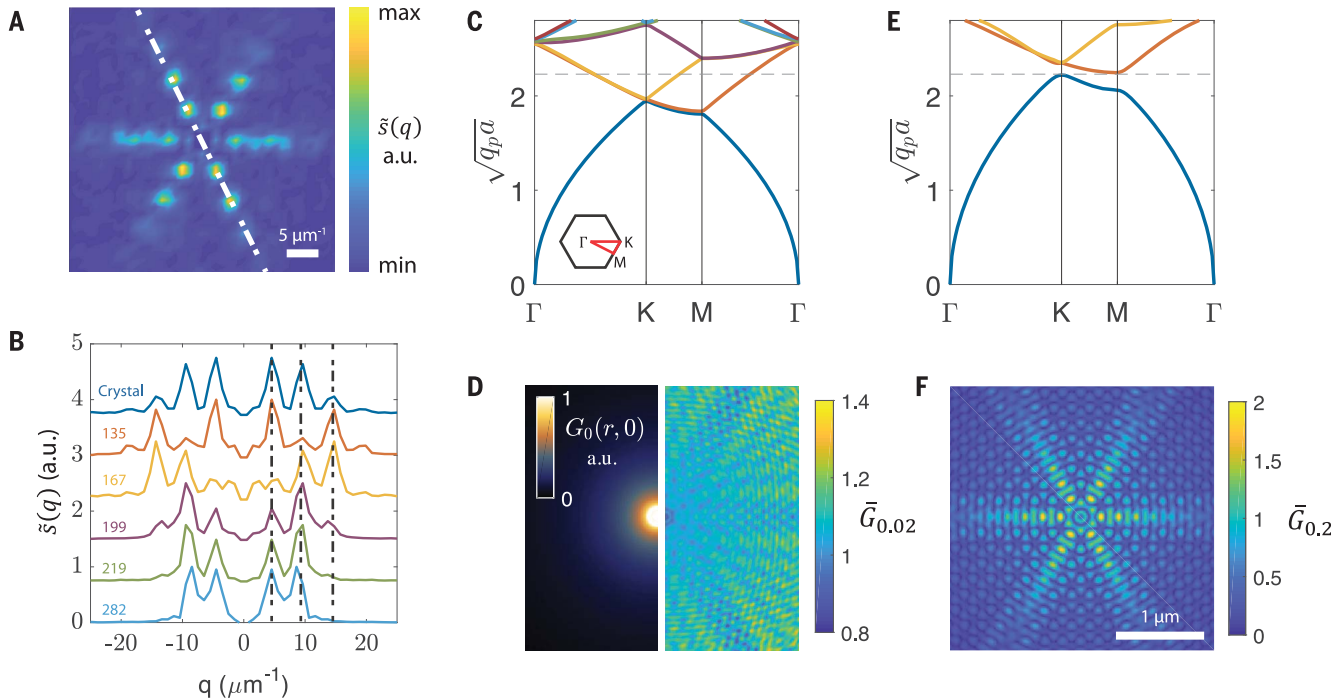 A
max
s̃(q)
a.u.
5 μm⁻¹
min
B
5
4
3
2
1
0
Crystal
135
167
199
219
282
s̃(q) (a.u.)
-20
-10
0
10
20
q (μm⁻¹)
C
2
1
0
√(qₚa)
Γ
K
M
Γ
K
M
Γ
D
1
G₀(r, 0)
a.u.
0
1.4
1.2
1
0.8
Ḡ₀.₀₂
E
2
1
0
√(qₚa)
Γ
K
M
Γ
F
1 μm
2
1.5
1
0.5
0
Ḡ₀.₂